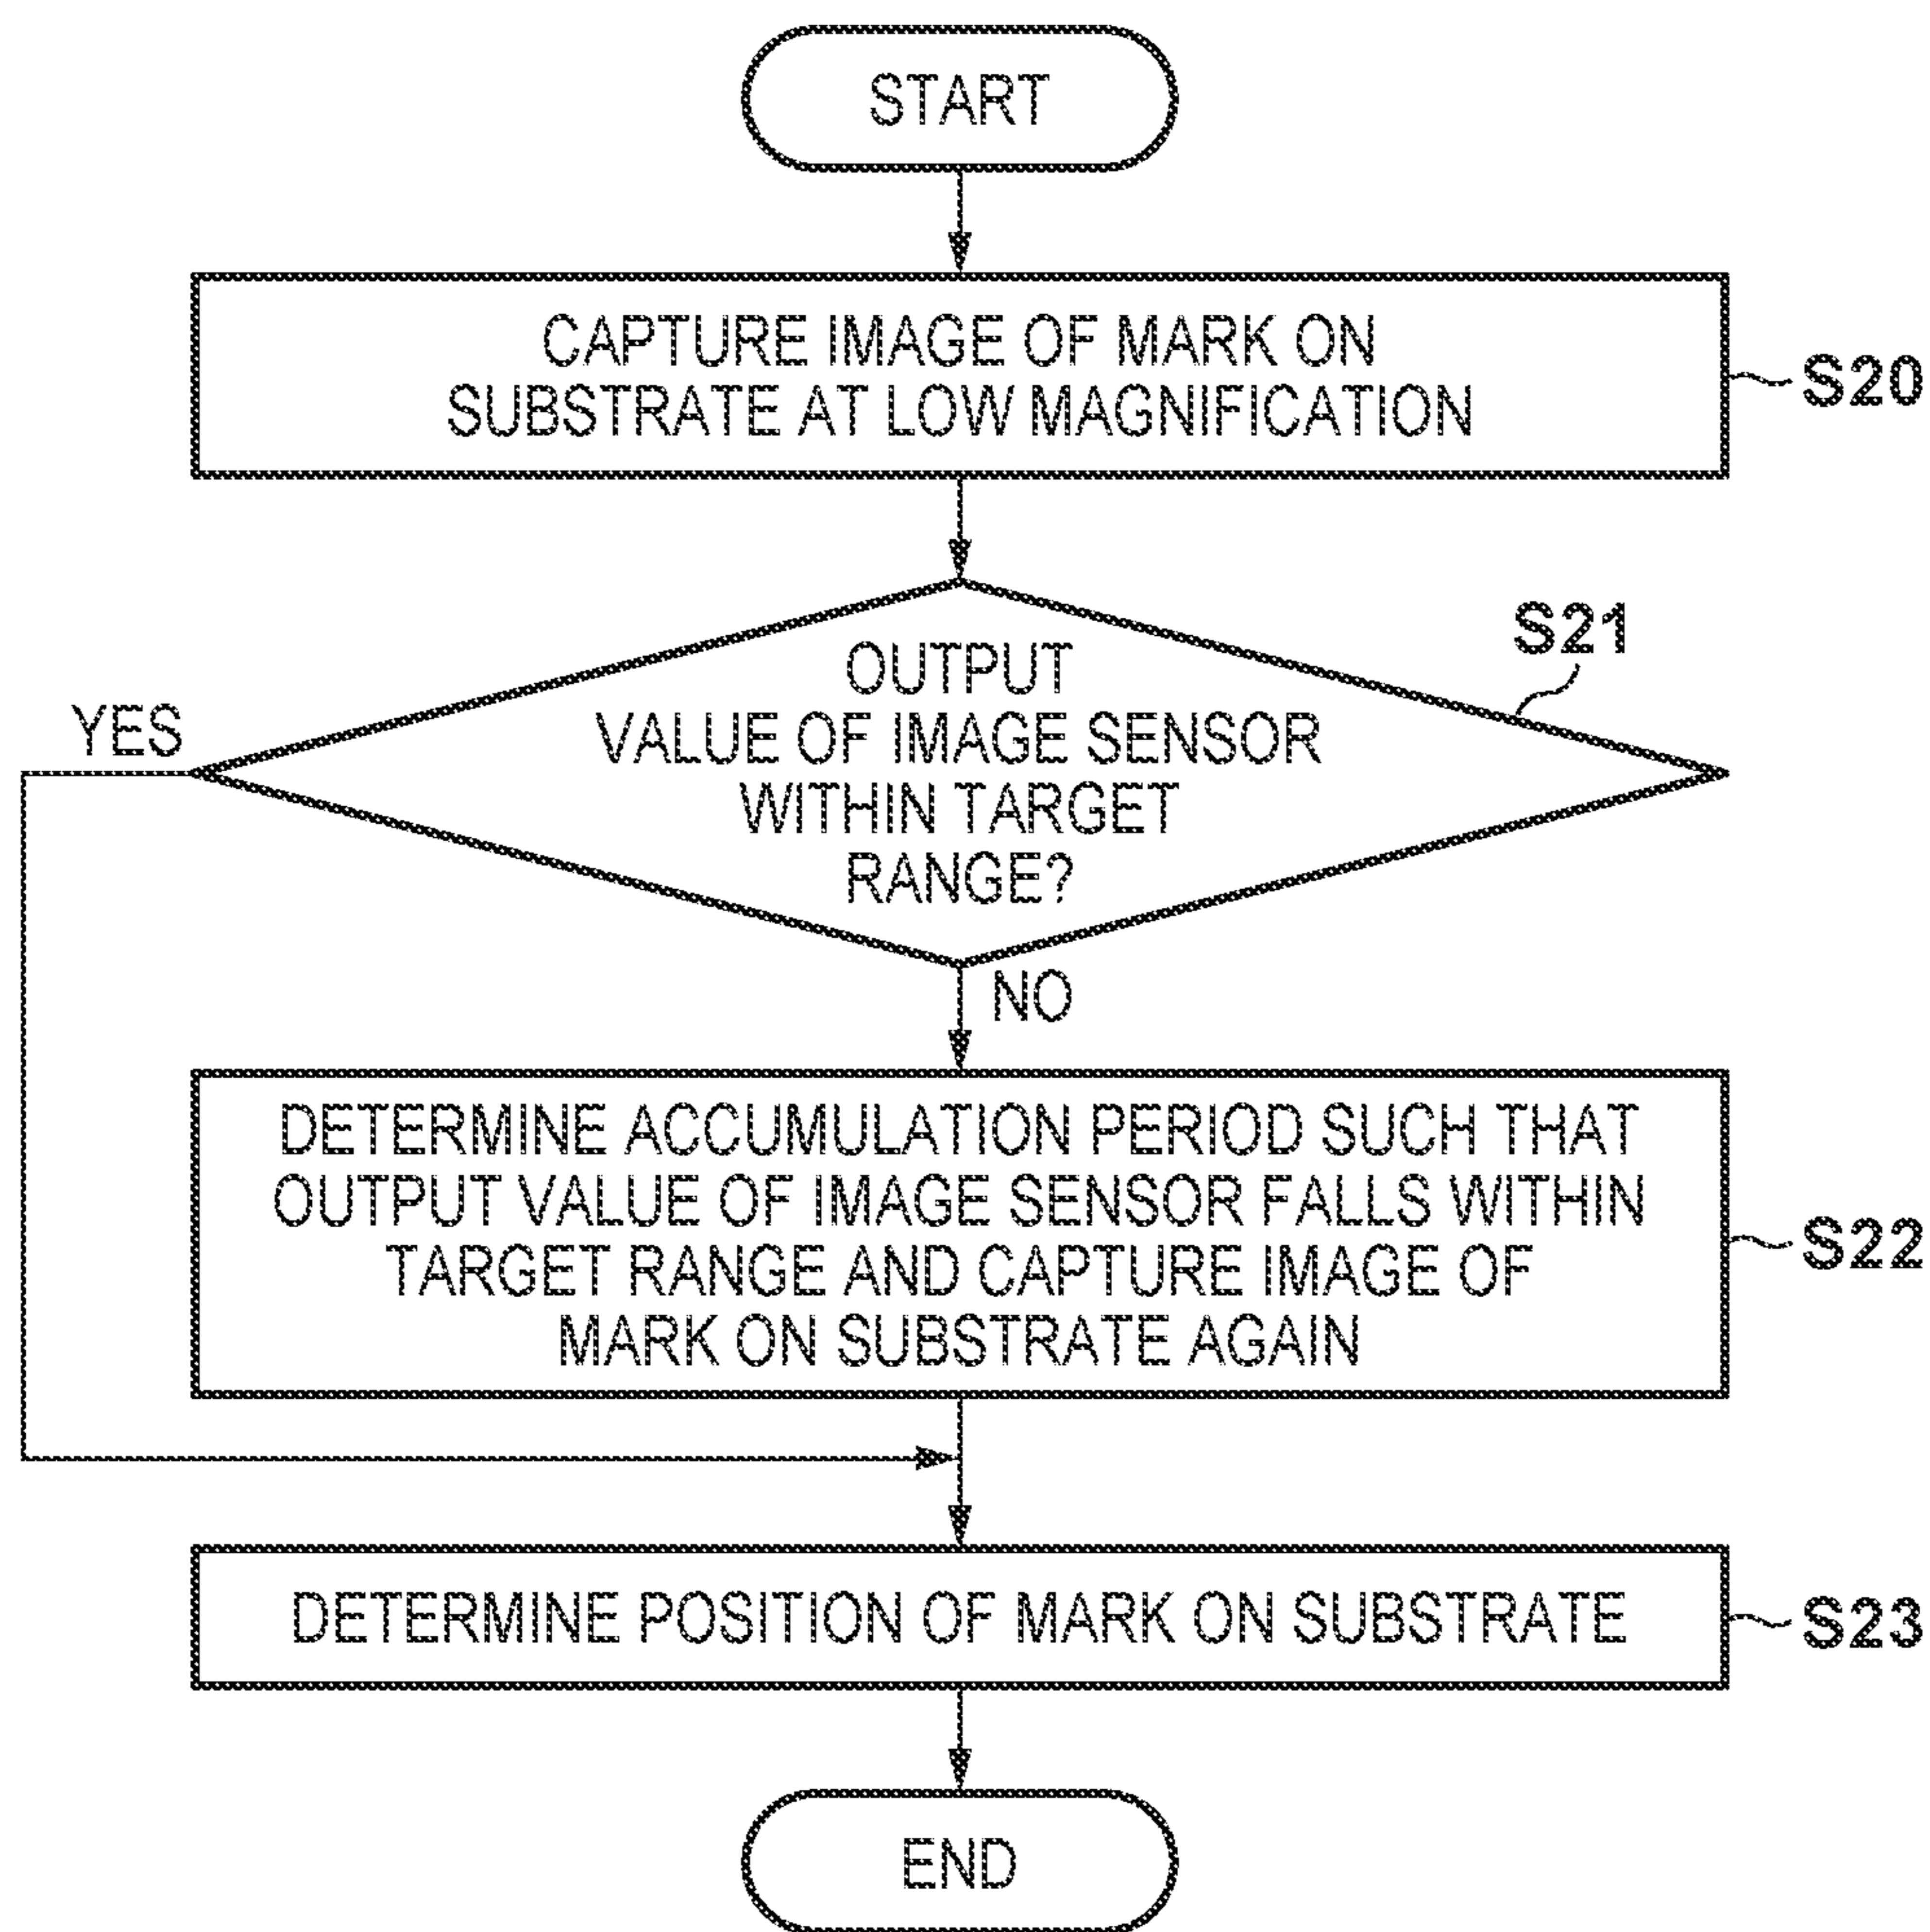 START
CAPTURE IMAGE OF MARK ON
SUBSTRATE AT LOW MAGNIFICATION
S20
S21
OUTPUT
VALUE OF IMAGE SENSOR
WITHIN TARGET
RANGE?
YES
NO
DETERMINE ACCUMULATION PERIOD SUCH THAT
OUTPUT VALUE OF IMAGE SENSOR FALLS WITHIN
TARGET RANGE AND CAPTURE IMAGE OF
MARK ON SUBSTRATE AGAIN
S22
DETERMINE POSITION OF MARK ON SUBSTRATE
S23
END